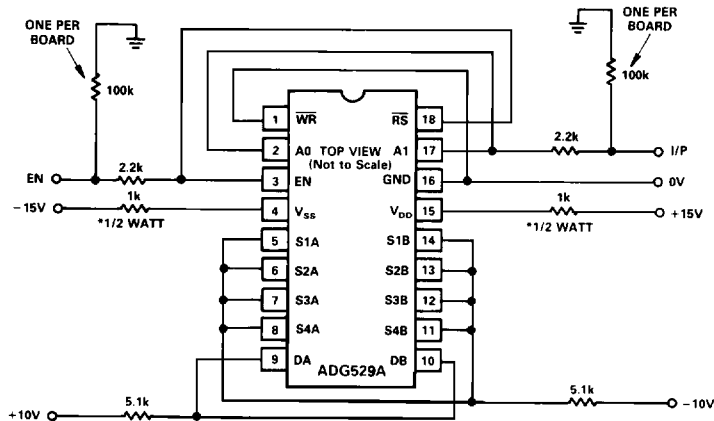 ONE PER
BOARD
100k
ONE PER
BOARD
100k
1 W̅R̅ R̅S̅ 18
2 A0 TOP VIEW A1 17
(Not to Scale)
2.2k I/P
EN 2.2k 3 EN GND 16 0V
-15V 1k 4 VSS VDD 15 1k +15V
*1/2 WATT *1/2 WATT
5 S1A S1B 14
6 S2A S2B 13
7 S3A S3B 12
8 S4A S4B 11
9 DA DB 10
ADG529A
+10V 5.1k 5.1k -10V